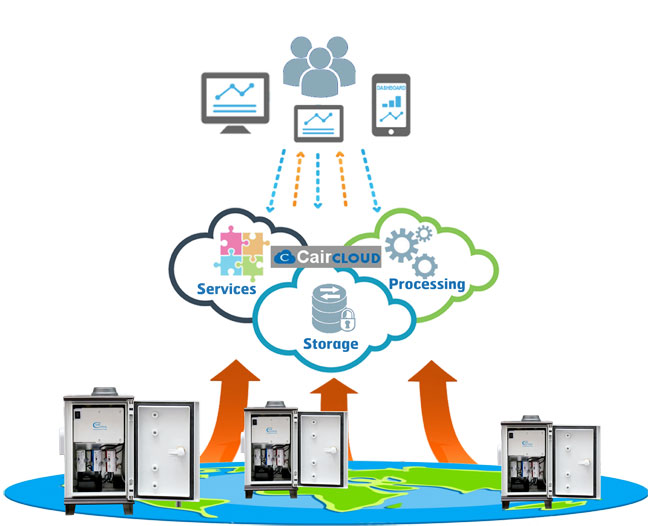 DASHBOARD
C CairCLOUD
Services
Processing
Storage